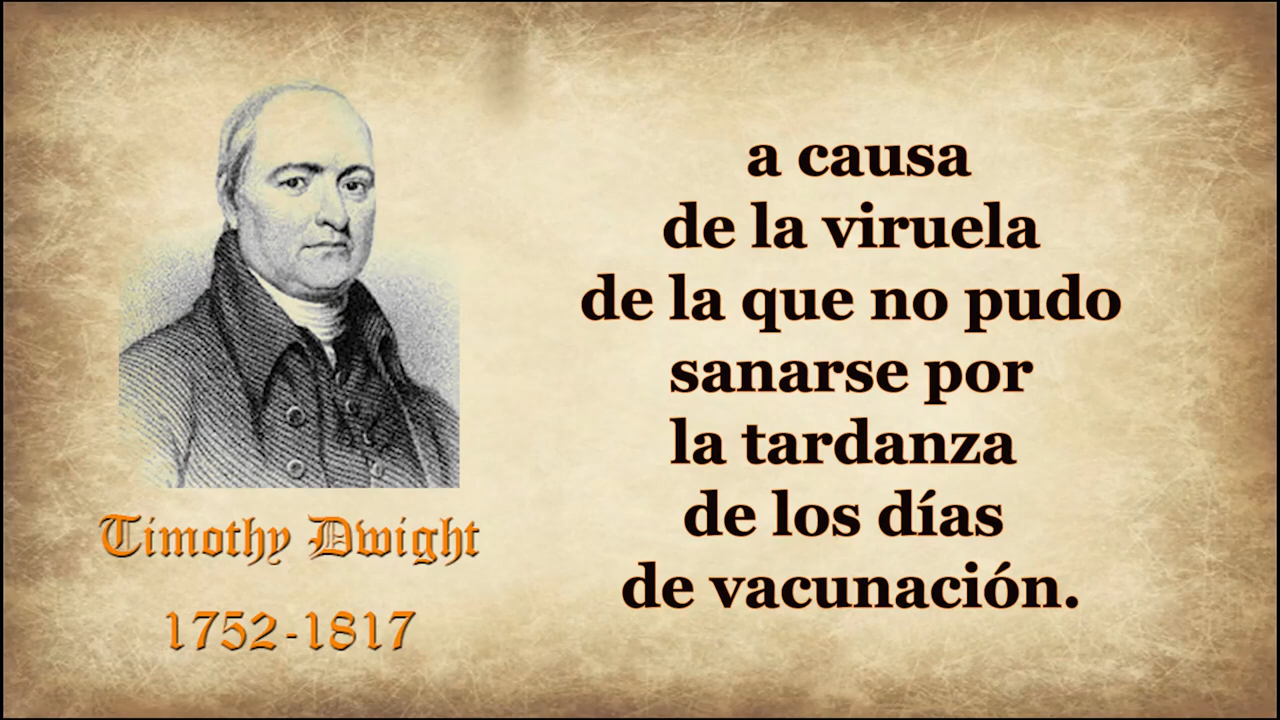 Timothy Dwight
1752-1817
a causa
de la viruela
de la que no pudo
sanarse por
la tardanza
de los días
de vacunación.